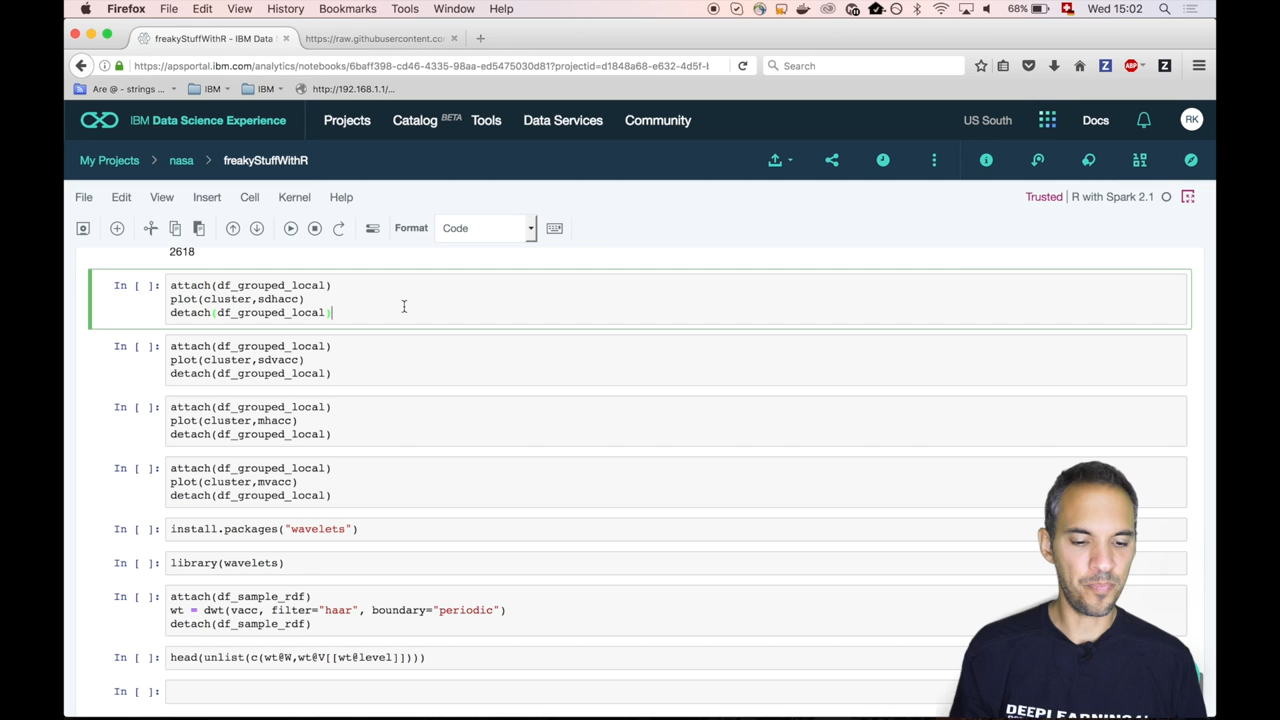 Firefox File Edit View History Bookmarks Tools Window Help 68% Wed 15:02
freakyStuffWithR - IBM Data S × https://raw.githubusercontent.co... ×
https://apsportal.ibm.com/analytics/notebooks/6baff398-cd46-4335-98aa-ed5475030d81?projectid=d1848a68-e632-4d5f-b Search
Are @ - strings ... IBM IBM http://192.168.1.1/...
IBM Data Science Experience Projects Catalog BETA Tools Data Services Community US South Docs RK
My Projects > nasa > freakyStuffWithR
File Edit View Insert Cell Kernel Help Trusted | R with Spark 2.1
Format Code
2618
In [ ]: attach(df_grouped_local)
plot(cluster,sdhacc)
detach(df_grouped_local)
In [ ]: attach(df_grouped_local)
plot(cluster,sdvacc)
detach(df_grouped_local)
In [ ]: attach(df_grouped_local)
plot(cluster,mhacc)
detach(df_grouped_local)
In [ ]: attach(df_grouped_local)
plot(cluster,mvacc)
detach(df_grouped_local)
In [ ]: install.packages("wavelets")
In [ ]: library(wavelets)
In [ ]: attach(df_sample_rdf)
wt = dwt(vacc, filter="haar", boundary="periodic")
detach(df_sample_rdf)
In [ ]: head(unlist(c(wt@W,wt@V[[wt@level]])))
In [ ]: